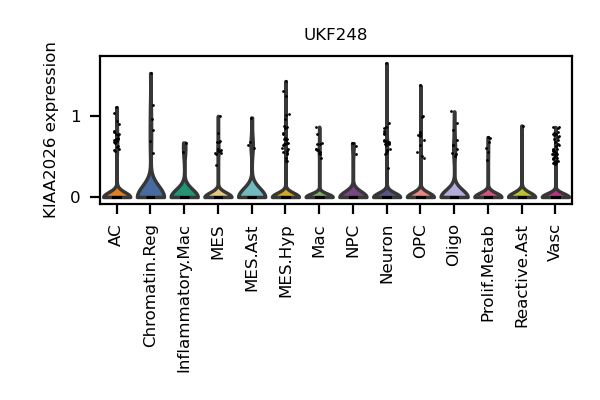 UKF248
KIAA2026 expression
1
0
AC
Chromatin.Reg
Inflammatory.Mac
MES
MES.Ast
MES.Hyp
Mac
NPC
Neuron
OPC
Oligo
Prolif.Metab
Reactive.Ast
Vasc